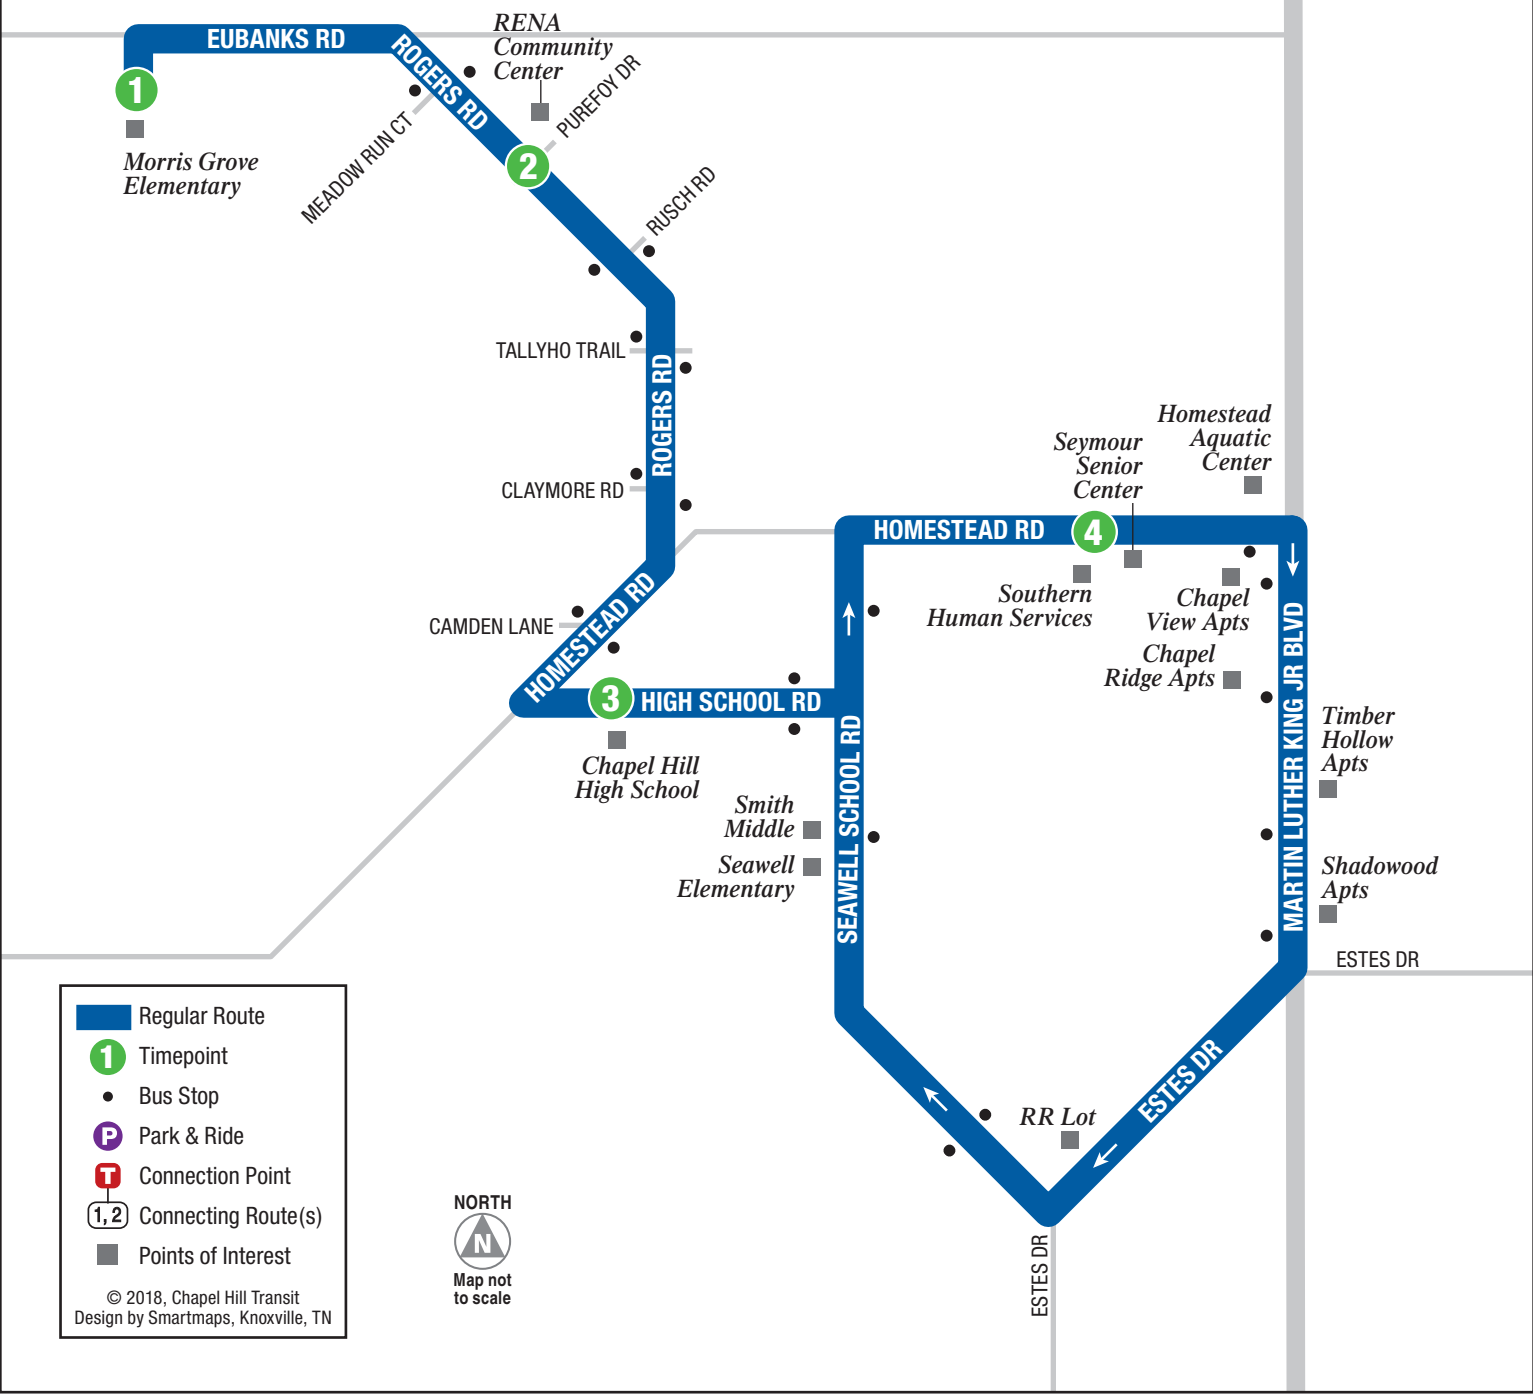 EUBANKS RD
ROGERS RD
RENA
Community
Center
PUREFOY DR
1
Morris Grove
Elementary
MEADOW RUN CT
2
RUSCH RD
TALLYHO TRAIL
ROGERS RD
CLAYMORE RD
CAMDEN LANE
HOMESTEAD RD
3
HIGH SCHOOL RD
Chapel Hill
High School
Smith
Middle
Seawell
Elementary
SEAWELL SCHOOL RD
HOMESTEAD RD
4
Seymour
Senior
Center
Homestead
Aquatic
Center
Southern
Human Services
Chapel
View Apts
Chapel
Ridge Apts
MARTIN LUTHER KING JR BLVD
Timber
Hollow
Apts
Shadowood
Apts
ESTES DR
ESTES DR
RR Lot
ESTES DR
Regular Route
1 Timepoint
Bus Stop
P Park & Ride
T Connection Point
1,2 Connecting Route(s)
Points of Interest
© 2018, Chapel Hill Transit
Design by Smartmaps, Knoxville, TN
NORTH
N
Map not
to scale